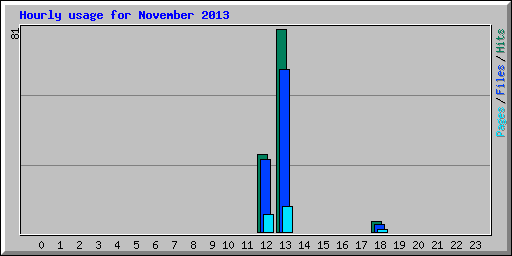 Hourly usage for November 2013
81
Pages/Files/Hits
0 1 2 3 4 5 6 7 8 9 10 11 12 13 14 15 16 17 18 19 20 21 22 23